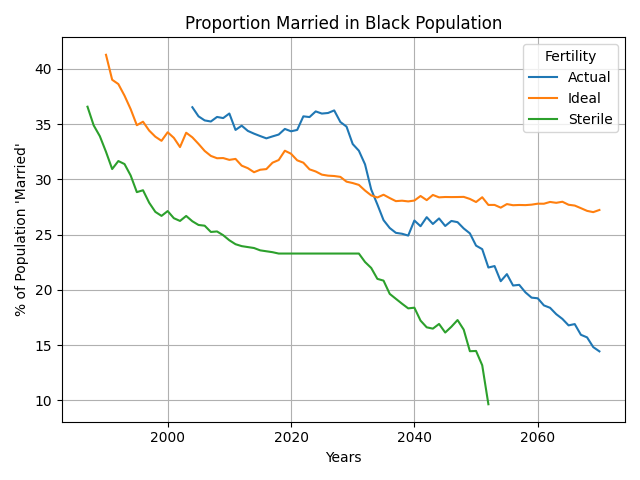 Proportion Married in Black Population
% of Population 'Married'
40
35
30
25
20
15
10
2000
2020
2040
2060
Years
Fertility
Actual
Ideal
Sterile